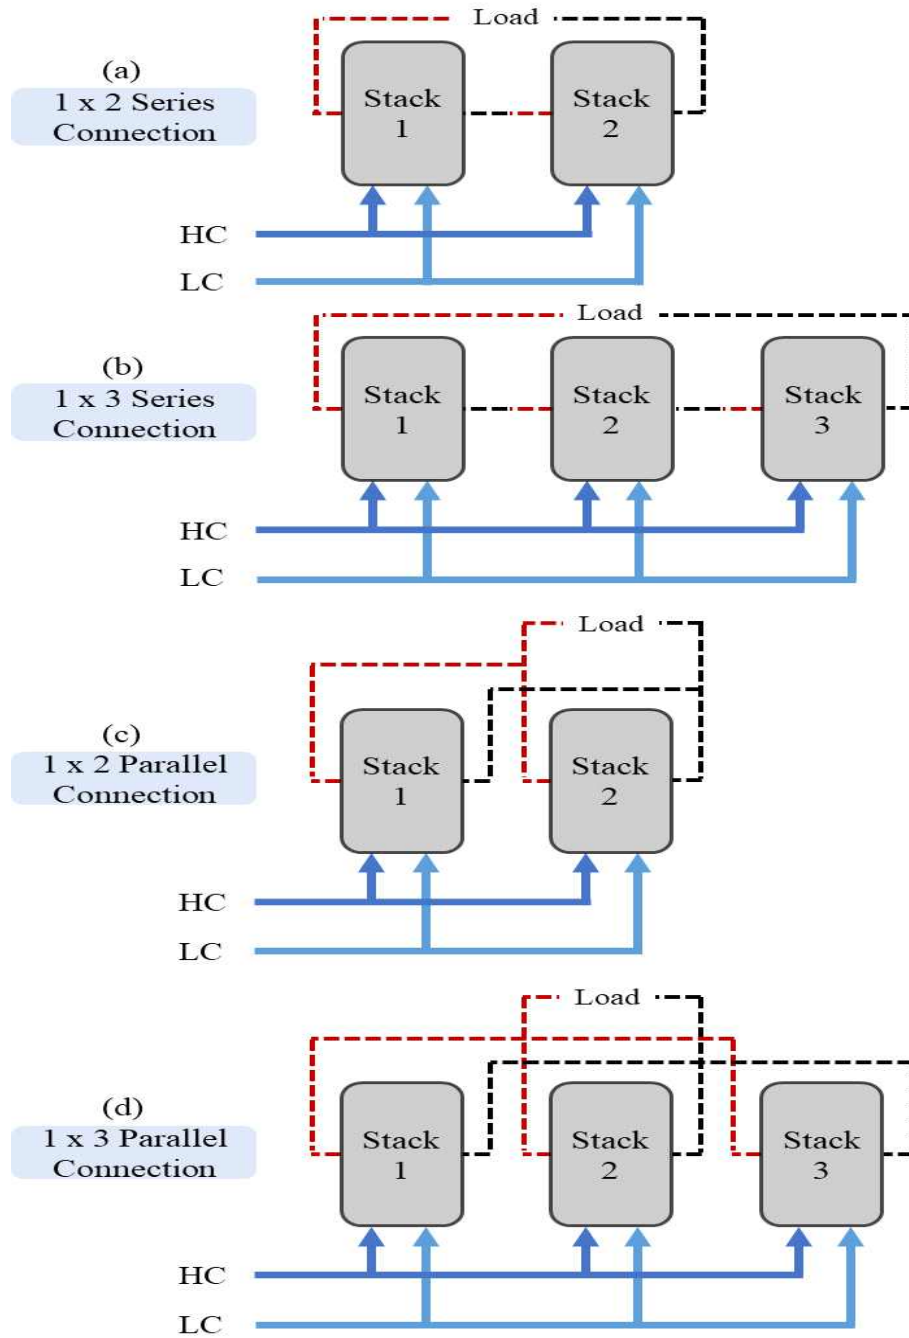 Load
(a)
1 x 2 Series
Connection
Stack
1
Stack
2
HC
LC
Load
(b)
1 x 3 Series
Connection
Stack
1
Stack
2
Stack
3
HC
LC
Load
(c)
1 x 2 Parallel
Connection
Stack
1
Stack
2
HC
LC
Load
(d)
1 x 3 Parallel
Connection
Stack
1
Stack
2
Stack
3
HC
LC